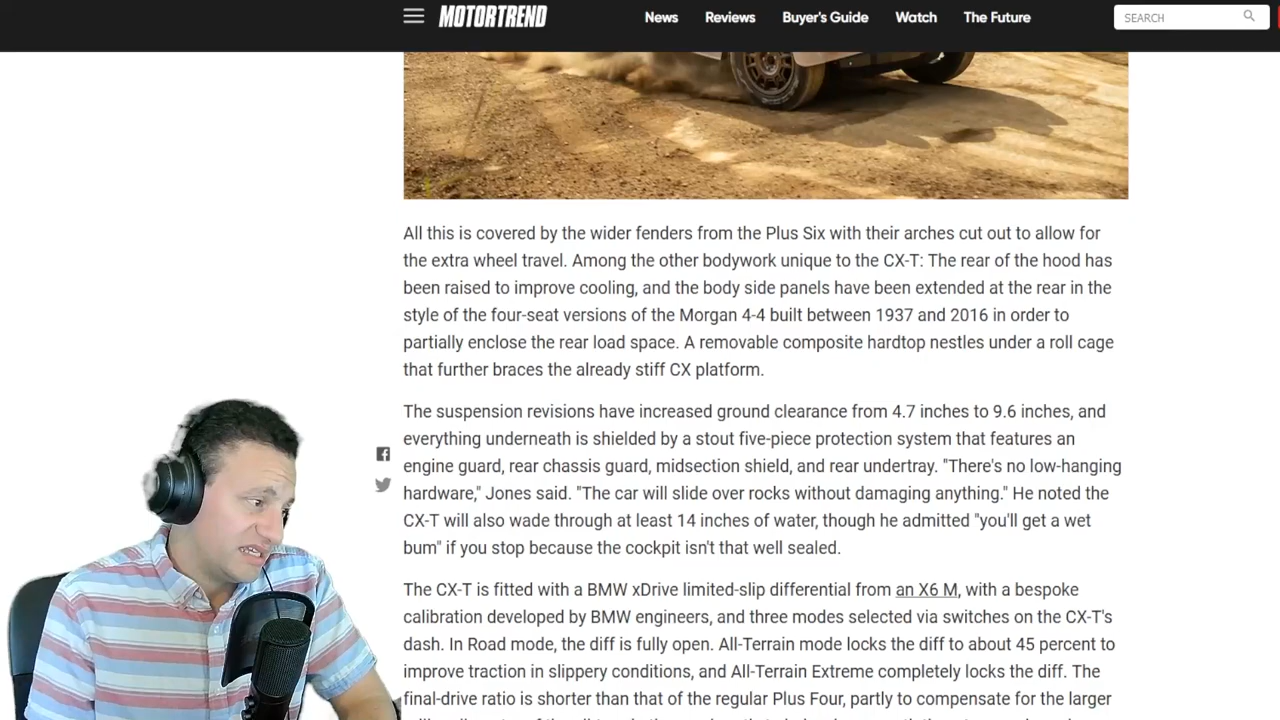 MOTORTREND
News Reviews Buyer's Guide Watch The Future
SEARCH
All this is covered by the wider fenders from the Plus Six with their arches cut out to allow for
the extra wheel travel. Among the other bodywork unique to the CX-T: The rear of the hood has
been raised to improve cooling, and the body side panels have been extended at the rear in the
style of the four-seat versions of the Morgan 4-4 built between 1937 and 2016 in order to
partially enclose the rear load space. A removable composite hardtop nestles under a roll cage
that further braces the already stiff CX platform.
The suspension revisions have increased ground clearance from 4.7 inches to 9.6 inches, and
everything underneath is shielded by a stout five-piece protection system that features an
engine guard, rear chassis guard, midsection shield, and rear undertray. "There's no low-hanging
hardware," Jones said. "The car will slide over rocks without damaging anything." He noted the
CX-T will also wade through at least 14 inches of water, though he admitted "you'll get a wet
bum" if you stop because the cockpit isn't that well sealed.
The CX-T is fitted with a BMW xDrive limited-slip differential from an X6 M, with a bespoke
calibration developed by BMW engineers, and three modes selected via switches on the CX-T's
dash. In Road mode, the diff is fully open. All-Terrain mode locks the diff to about 45 percent to
improve traction in slippery conditions, and All-Terrain Extreme completely locks the diff. The
final-drive ratio is shorter than that of the regular Plus Four, partly to compensate for the larger